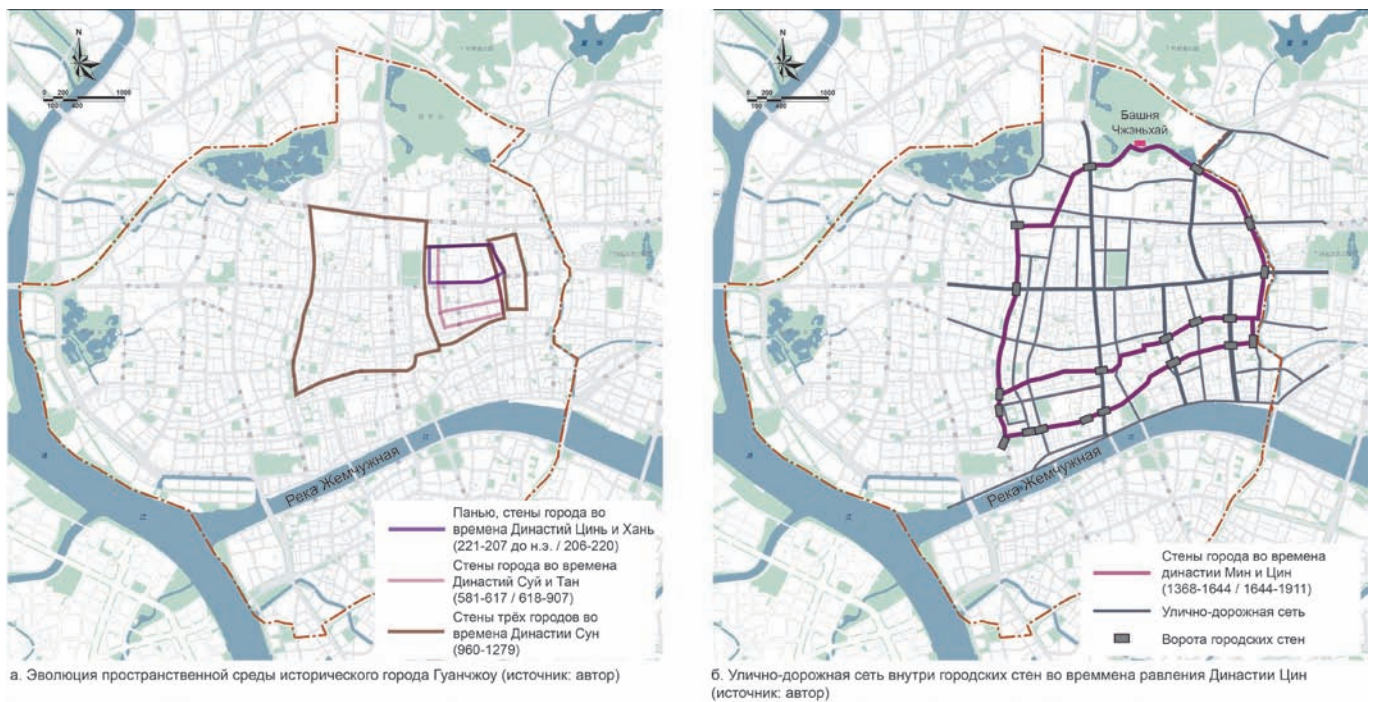 N
0 200 1000
100 400
Река Жемчужная
Панью, стены города во
времена Династий Цинь и Хань
(221-207 до н.э. / 206-220)
Стены города во времена
Династий Суй и Тан
(581-617 / 618-907)
Стены трёх городов во
времена Династии Сун
(960-1279)
а. Эволюция пространственной среды исторического города Гуанчжоу (источник: автор)
N
0 200 1000
100 400
Башня
Чжэньхай
Река Жемчужная
Стены города во времена
династии Мин и Цин
(1368-1644 / 1644-1911)
Улично-дорожная сеть
Ворота городских стен
б. Улично-дорожная сеть внутри городских стен во времмена равления Династии Цин
(источник: автор)